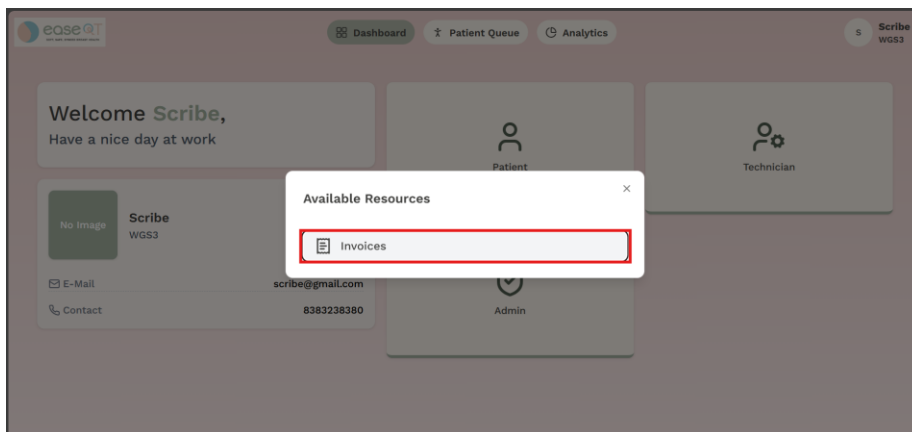 easeQT
Dashboard
Patient Queue
Analytics
S
Scribe
WGS3
Welcome Scribe,
Have a nice day at work
Patient
Technician
Available Resources
Invoices
No Image
Scribe
WGS3
E-Mail
scribe@gmail.com
Contact
8383238380
Admin